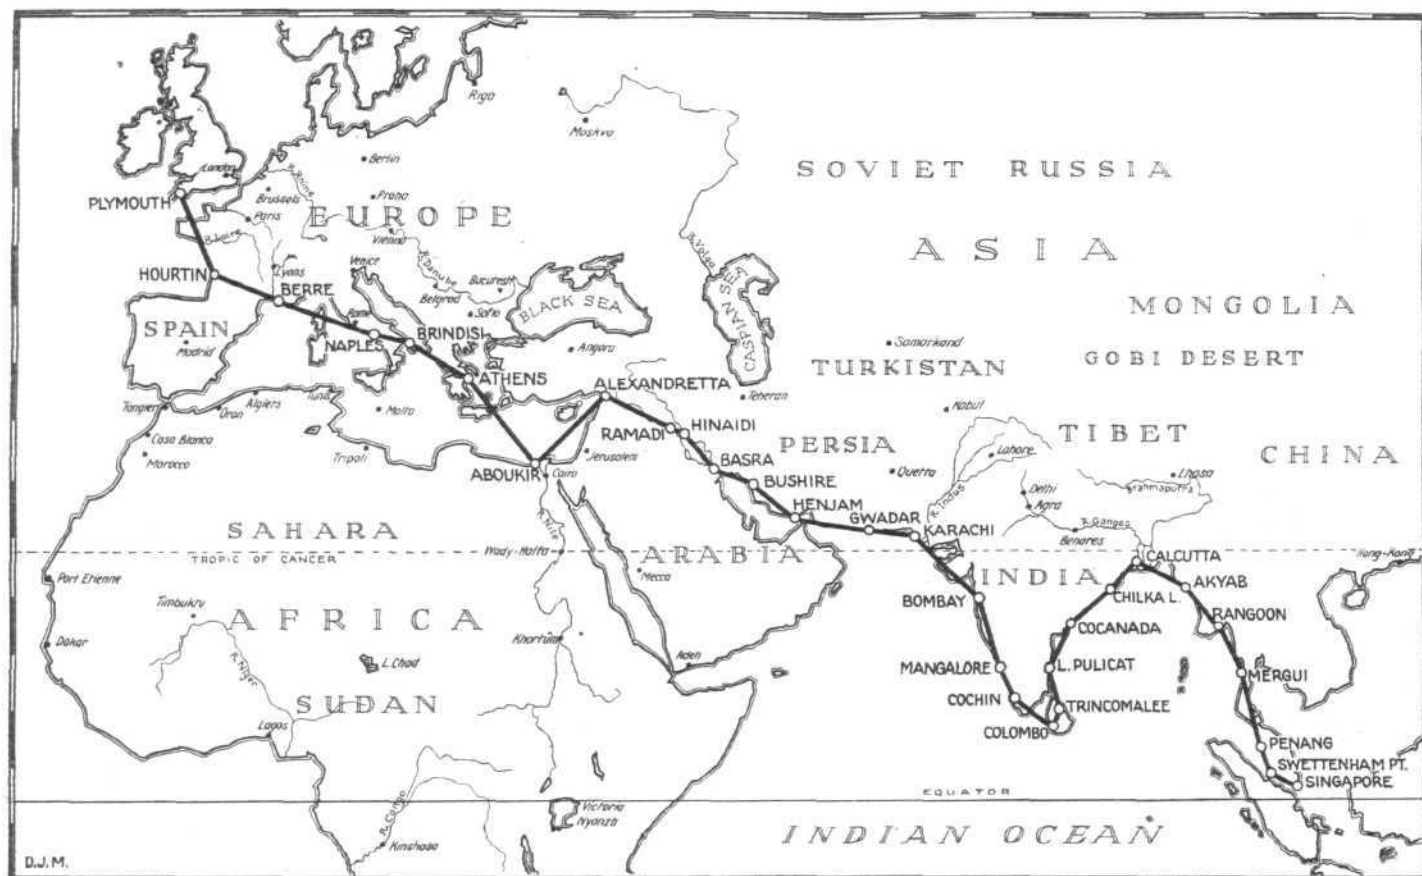 Riga
Moskva
SOVIET RUSSIA
Berlin
London
R. Rhine
PLYMOUTH
Brussels
Praha
Paris
EUROPE
ASIA
R. Loire
Vienna
R. Volga
HOURTIN
Lyons
Venice
R. Danube
Bucuresti
Belgrad
BERRE
BLACK SEA
CASPIAN SEA
MONGOLIA
SPAIN
Rome
Sofia
Madrid
NAPLES
BRINDISI
Angora
Samarkand
GOBI DESERT
TURKISTAN
ATHENS
ALEXANDRETTA
Teheran
Tangier
Oran
Algiers
Tunis
Malta
Kabul
Casa Blanca
Morocco
Tripoli
RAMADI
HINAIDI
PERSIA
Lahore
TIBET
CHINA
ABOUKIR
Cairo
Jerusalem
BASRA
Quetta
Lhasa
BUSHIRE
R. Indus
Delhi
Brahmaputra
Agra
HENJAM
GWADAR
KARACHI
R. Ganges
Benares
SAHARA
R. Nile
TROPIC OF CANCER
Wady-Halfa
ARABIA
CALCUTTA
Hong-Kong
Port Etienne
Mecca
INDIA
AKYAB
BOMBAY
CHILKA L.
Timbuktu
AFRICA
RANGOON
COCANADA
Dakar
Khartûm
R. Niger
L. Chad
Aden
MANGALORE
L. PULICAT
MERGUI
SUDAN
COCHIN
TRINCOMALEE
Lagos
COLOMBO
PENANG
SWETTENHAM PT.
SINGAPORE
EQUATOR
R. Congo
Victoria
Nyanza
INDIAN OCEAN
Kinshasa
D.J.M.